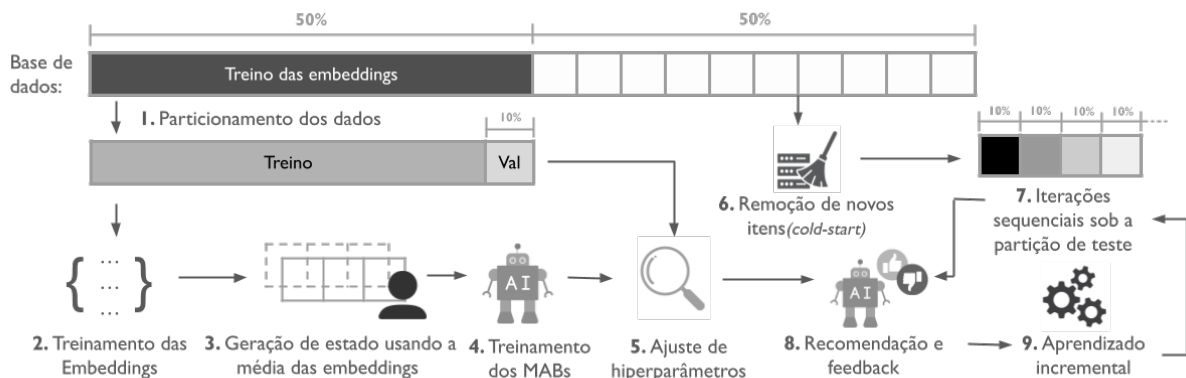 50%
50%
Base de
dados:
Treino das embeddings
1. Particionamento dos dados
10%
10% 10% 10% 10%
Treino
Val
6. Remoção de novos
itens(cold-start)
7. Iterações
sequenciais sob a
partição de teste
{ ... ... ... }
AI
AI
2. Treinamento das
Embeddings
3. Geração de estado usando a
média das embeddings
4. Treinamento
dos MABs
5. Ajuste de
hiperparâmetros
8. Recomendação e
feedback
9. Aprendizado
incremental